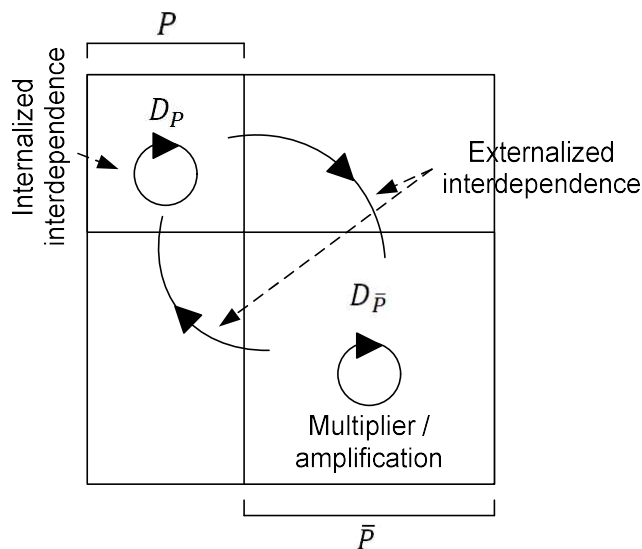 P
Internalized
interdependence
D_P
Externalized
interdependence
D_P̄
Multiplier /
amplification
P̄